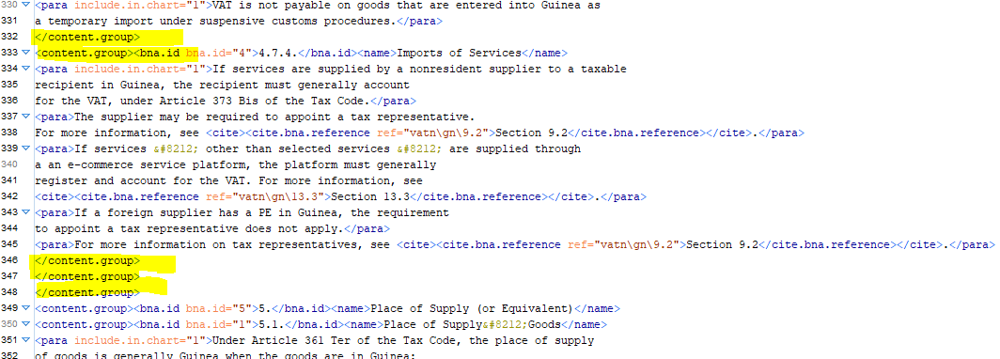 330 <para include.in.chart="1">VAT is not payable on goods that are entered into Guinea as
331 a temporary import under suspensive customs procedures.</para>
332 </content.group>
333 <content.group><bna.id bna.id="4">4.7.4.</bna.id><name>Imports of Services</name>
334 <para include.in.chart="1">If services are supplied by a nonresident supplier to a taxable
335 recipient in Guinea, the recipient must generally account
336 for the VAT, under Article 373 Bis of the Tax Code.</para>
337 <para>The supplier may be required to appoint a tax representative.
338 For more information, see <cite><cite.bna.reference ref="vatn\gn\9.2">Section 9.2</cite.bna.reference></cite>.</para>
339 <para>If services &#8212; other than selected services &#8212; are supplied through
340 a an e-commerce service platform, the platform must generally
341 register and account for the VAT. For more information, see
342 <cite><cite.bna.reference ref="vatn\gn\13.3">Section 13.3</cite.bna.reference></cite>.</para>
343 <para>If a foreign supplier has a PE in Guinea, the requirement
344 to appoint a tax representative does not apply.</para>
345 <para>For more information on tax representatives, see <cite><cite.bna.reference ref="vatn\gn\9.2">Section 9.2</cite.bna.reference></cite>.</para>
346 </content.group>
347 </content.group>
348 </content.group>
349 <content.group><bna.id bna.id="5">5.</bna.id><name>Place of Supply (or Equivalent)</name>
350 <content.group><bna.id bna.id="1">5.1.</bna.id><name>Place of Supply&#8212;Goods</name>
351 <para include.in.chart="1">Under Article 361 Ter of the Tax Code, the place of supply
352 of goods is generally Guinea when the goods are in Guinea: